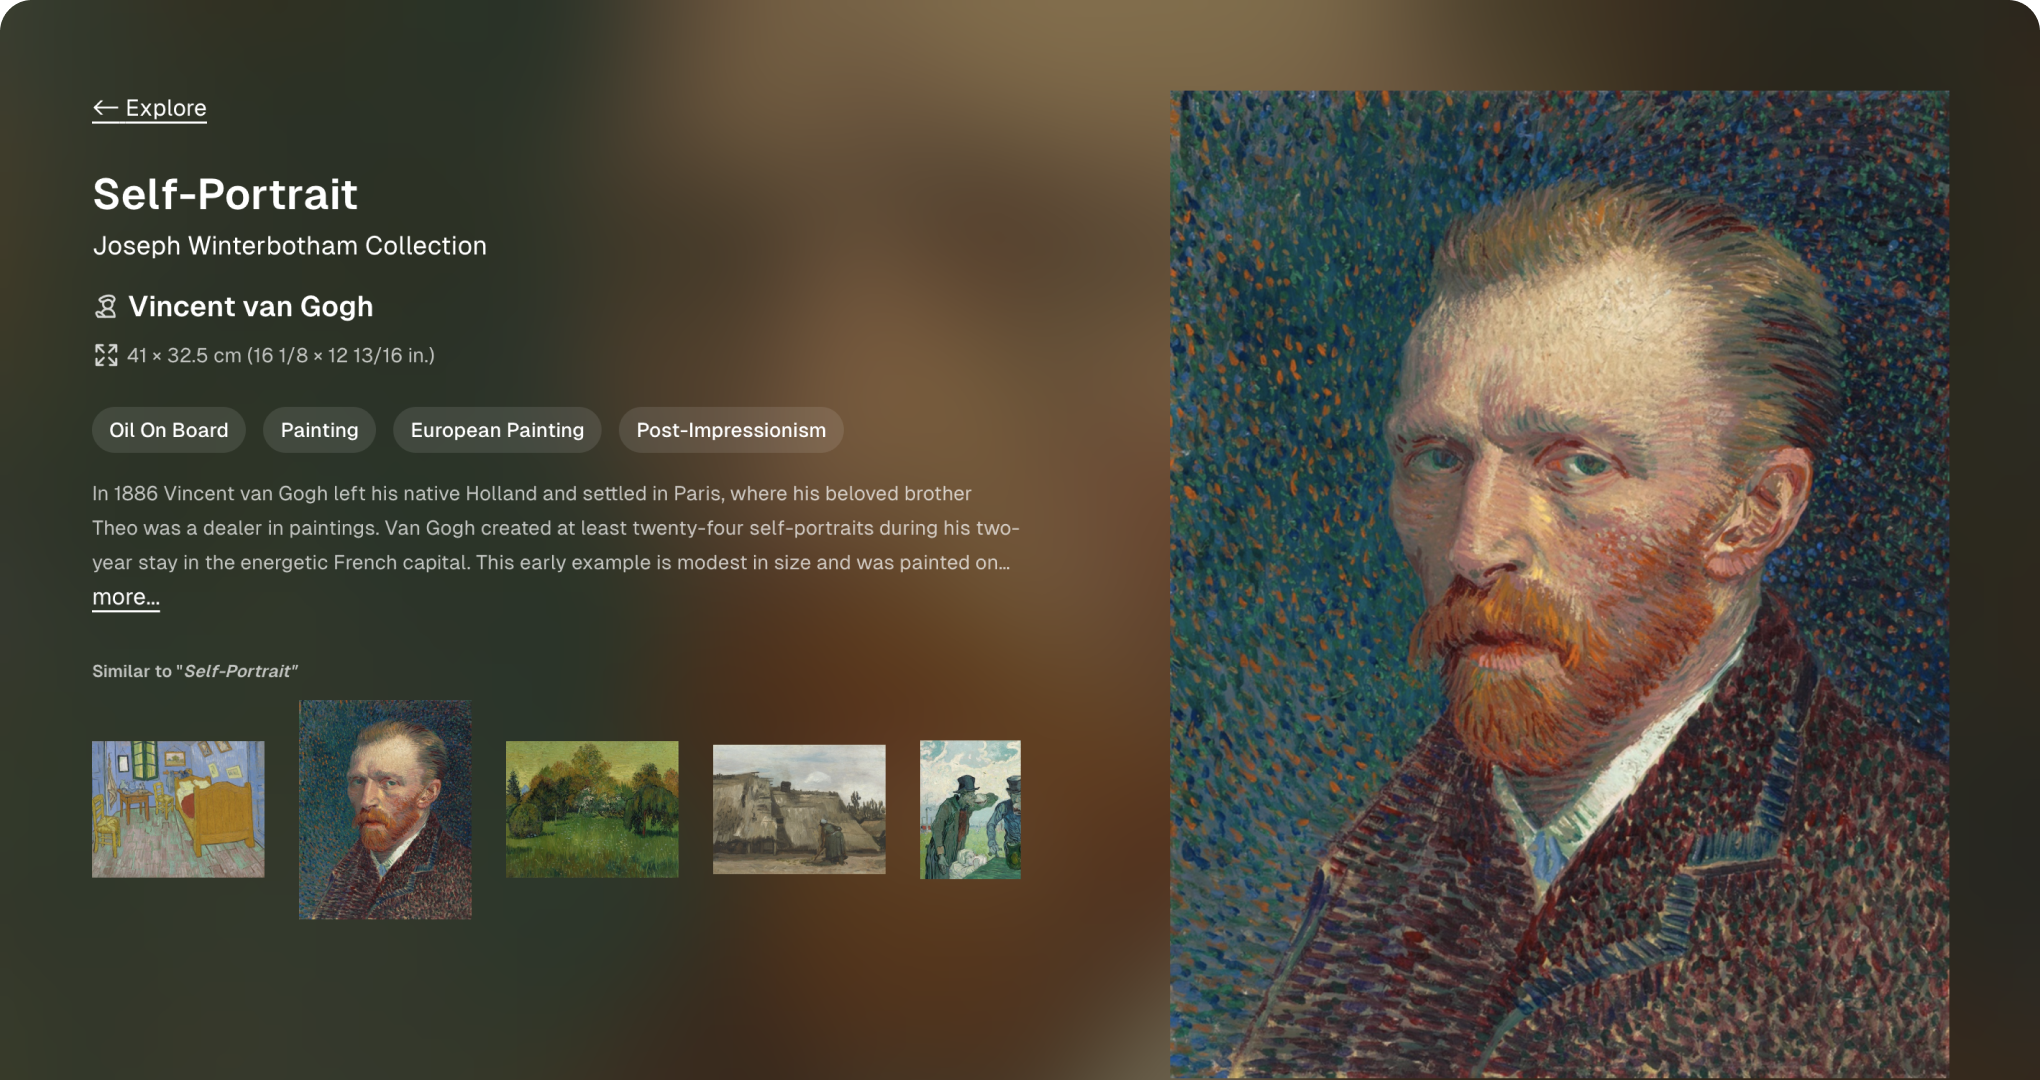 ← Explore
Self-Portrait
Joseph Winterbotham Collection
Vincent van Gogh
41 × 32.5 cm (16 1/8 × 12 13/16 in.)
Oil On Board Painting European Painting Post-Impressionism
In 1886 Vincent van Gogh left his native Holland and settled in Paris, where his beloved brother
Theo was a dealer in paintings. Van Gogh created at least twenty-four self-portraits during his two-
year stay in the energetic French capital. This early example is modest in size and was painted on...
more...
Similar to "Self-Portrait"